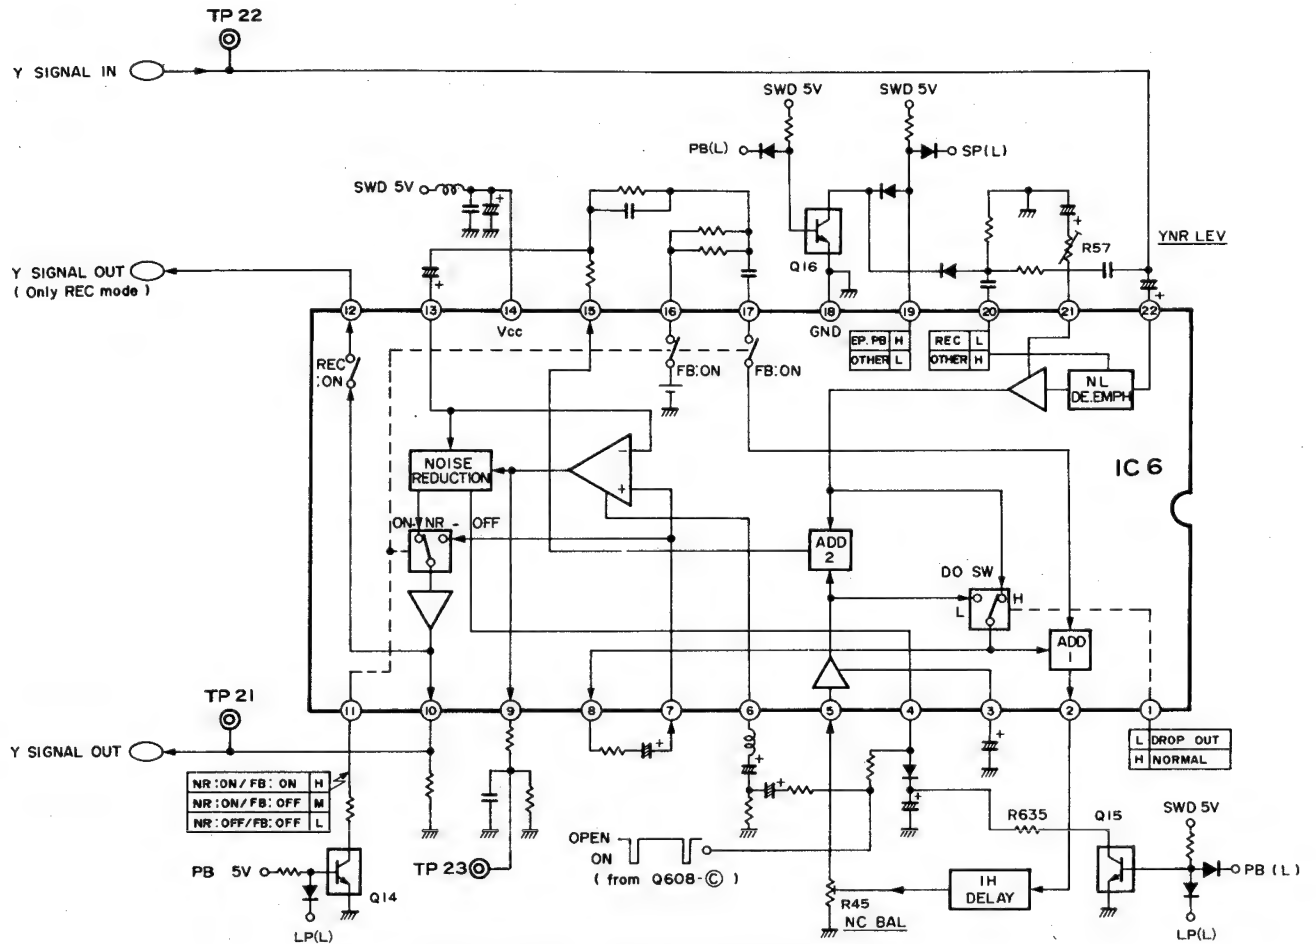 TP 22
Y SIGNAL IN
SWD 5V
SWD 5V
PB(L)
SP(L)
SWD 5V
R57
YNR LEV
Q16
Y SIGNAL OUT
( Only REC mode )
12
13
14
15
16
17
18
19
20
21
22
Vcc
GND
EP. PB H
OTHER L
REC L
OTHER H
REC
:ON
FB:ON
FB:ON
NL
DE.EMPH
IC 6
NOISE
REDUCTION
-
+
ON-NR - OFF
ADD
2
DO SW
L
H
ADD
1
TP 21
11
10
9
8
7
6
5
4
3
2
1
Y SIGNAL OUT
L DROP OUT
H NORMAL
NR:ON/FB:ON H
NR:ON/FB:OFF M
NR:OFF/FB:OFF L
R635
Q15
SWD 5V
OPEN
ON
( from Q608-Ⓒ )
PB 5V
TP 23
PB (L)
Q14
R45
1H
DELAY
LP(L)
NC BAL
LP(L)